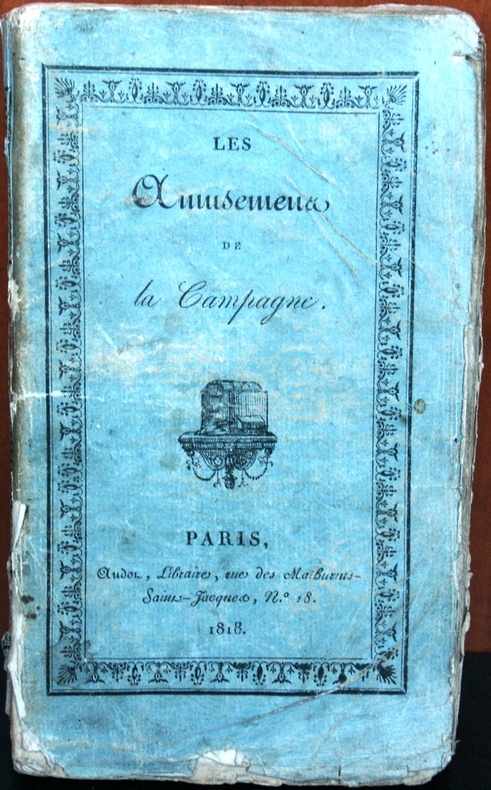 LES
Amusemens
DE
la Campagne.
PARIS,
Audot, Libraire, rue des Mathurins-
Saint-Jacques, N.° 18.
1818.